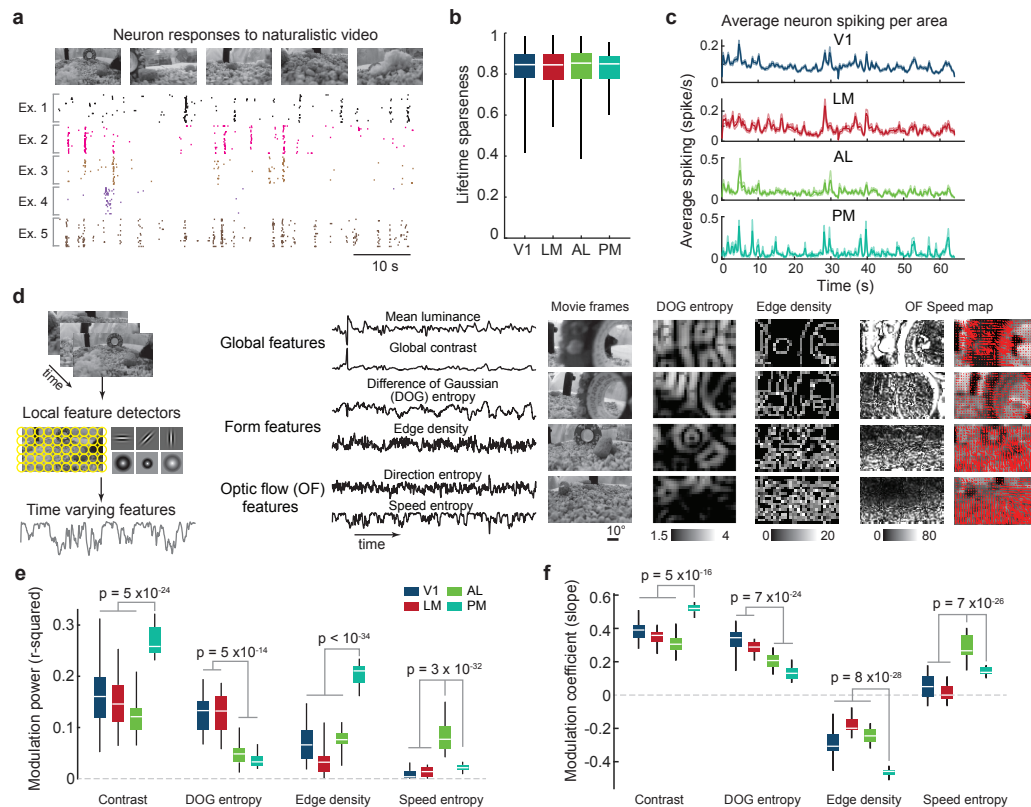 a
Neuron responses to naturalistic video
Ex. 1
Ex. 2
Ex. 3
Ex. 4
Ex. 5
10 s
b
Lifetime sparseness
1
0.8
0.6
0.4
0.2
0
V1 LM AL PM
c
Average neuron spiking per area
Average spiking (spike/s)
V1
0.2
0
LM
0.2
0
AL
0.5
0
PM
0.5
0
0 10 20 30 40 50 60
Time (s)
d
time
Local feature detectors
Time varying features
Global features
Mean luminance
Global contrast
Form features
Difference of Gaussian
(DOG) entropy
Edge density
Optic flow (OF)
features
Direction entropy
Speed entropy
time
Movie frames
DOG entropy
Edge density
OF Speed map
10°
1.5 4
0 20
0 80
e
Modulation power (r-squared)
0.3
0.2
0.1
0
p = 5 x10-24
p = 5 x10-14
p < 10-34
p = 3 x 10-32
V1 AL
LM PM
Contrast DOG entropy Edge density Speed entropy
f
Modulation coefficient (slope)
0.6
0.4
0.2
0
-0.2
-0.4
p = 5 x10-16
p = 7 x10-24
p = 8 x10-28
p = 7 x10-26
Contrast DOG entropy Edge density Speed entropy